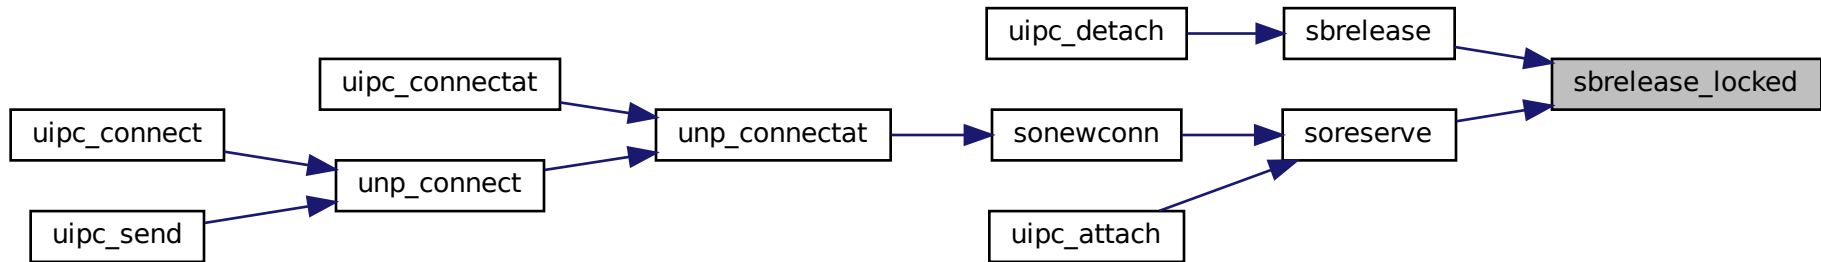 uipc_detach
sbrelease
uipc_connectat
sbrelease_locked
uipc_connect
unp_connectat
sonewconn
soreserve
unp_connect
uipc_send
uipc_attach